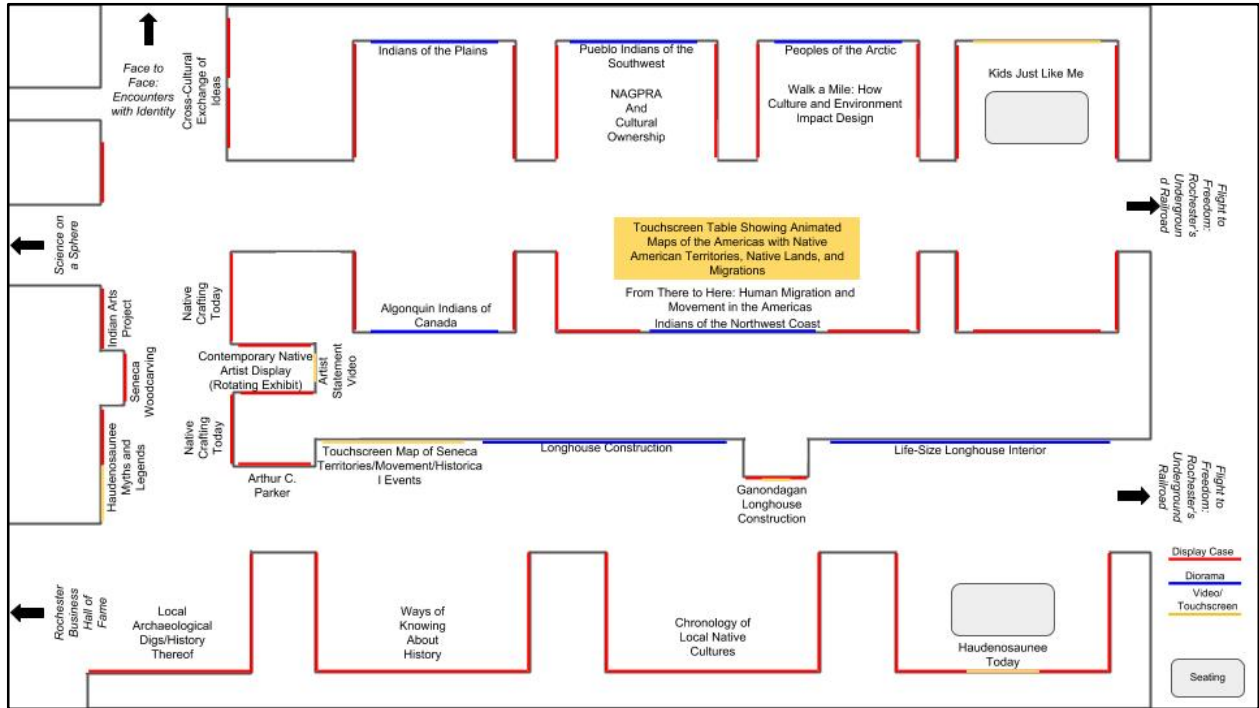 Face to
Face:
Encounters
with Identity
Cross-Cultural
Exchange of
Ideas
Indians of the Plains
Pueblo Indians of the
Southwest
NAGPRA
And
Cultural
Ownership
Peoples of the Arctic
Walk a Mile: How
Culture and Environment
Impact Design
Kids Just Like Me
Flight to
Freedom:
Rochester's
Undergroun
d Railroad
Science on
a Sphere
Touchscreen Table Showing Animated
Maps of the Americas with Native
American Territories, Native Lands, and
Migrations
From There to Here: Human Migration and
Movement in the Americas
Indians of the Northwest Coast
Native
Crafting
Today
Algonquin Indians of
Canada
Indian Arts
Project
Seneca
Woodcarving
Haudenosaunee
Myths and
Legends
Contemporary Native
Artist Display
(Rotating Exhibit)
Artist
Statement
Video
Native
Crafting
Today
Arthur C.
Parker
Touchscreen Map of Seneca
Territories/Movement/Historica
l Events
Longhouse Construction
Ganondagan
Longhouse
Construction
Life-Size Longhouse Interior
Flight to
Freedom:
Rochester's
Underground
Railroad
Rochester
Business
Hall of
Fame
Local
Archaeological
Digs/History
Thereof
Ways of
Knowing
About
History
Chronology of
Local Native
Cultures
Haudenosaunee
Today
Display Case
Diorama
Video/
Touchscreen
Seating